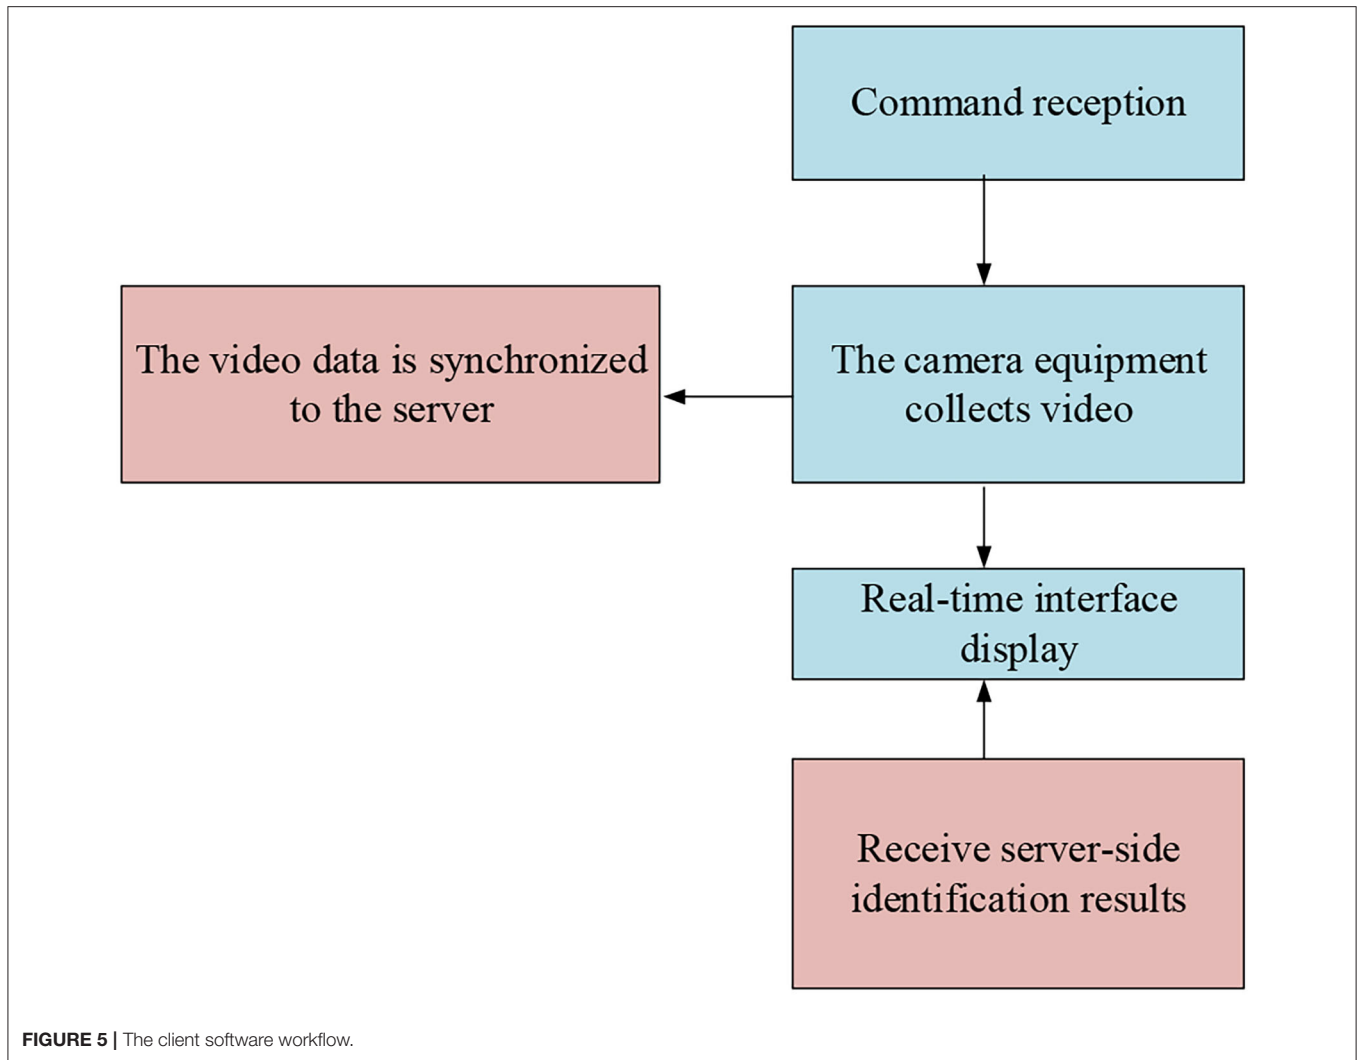 Command reception
The video data is synchronized
to the server
The camera equipment
collects video
Real-time interface
display
Receive server-side
identification results
FIGURE 5 | The client software workflow.